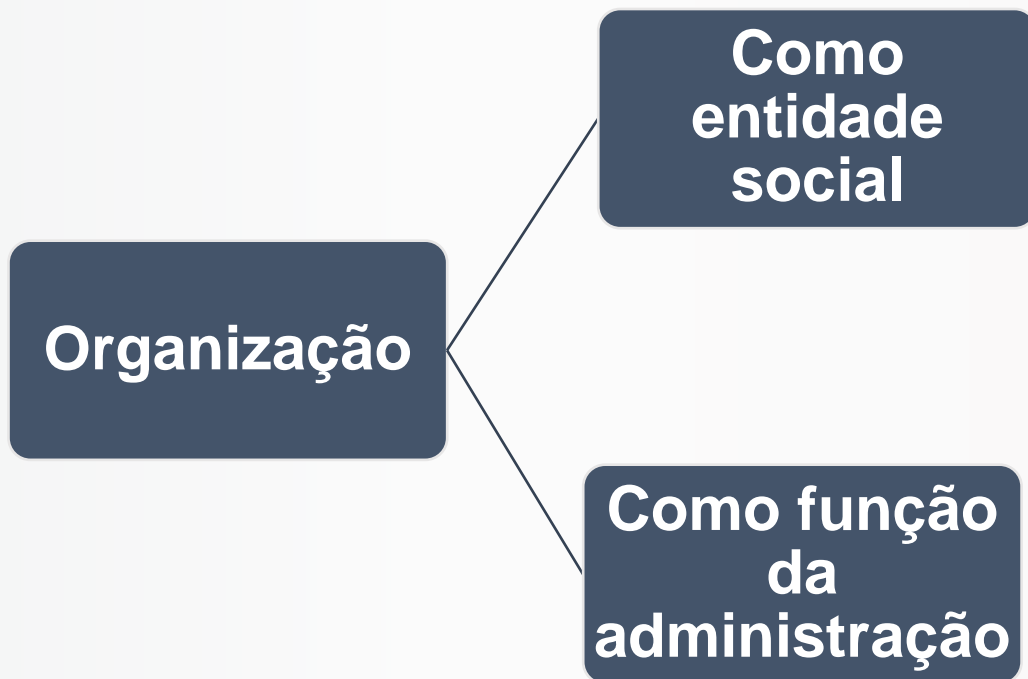 Como
entidade
social
Organização
Como função
da
administração